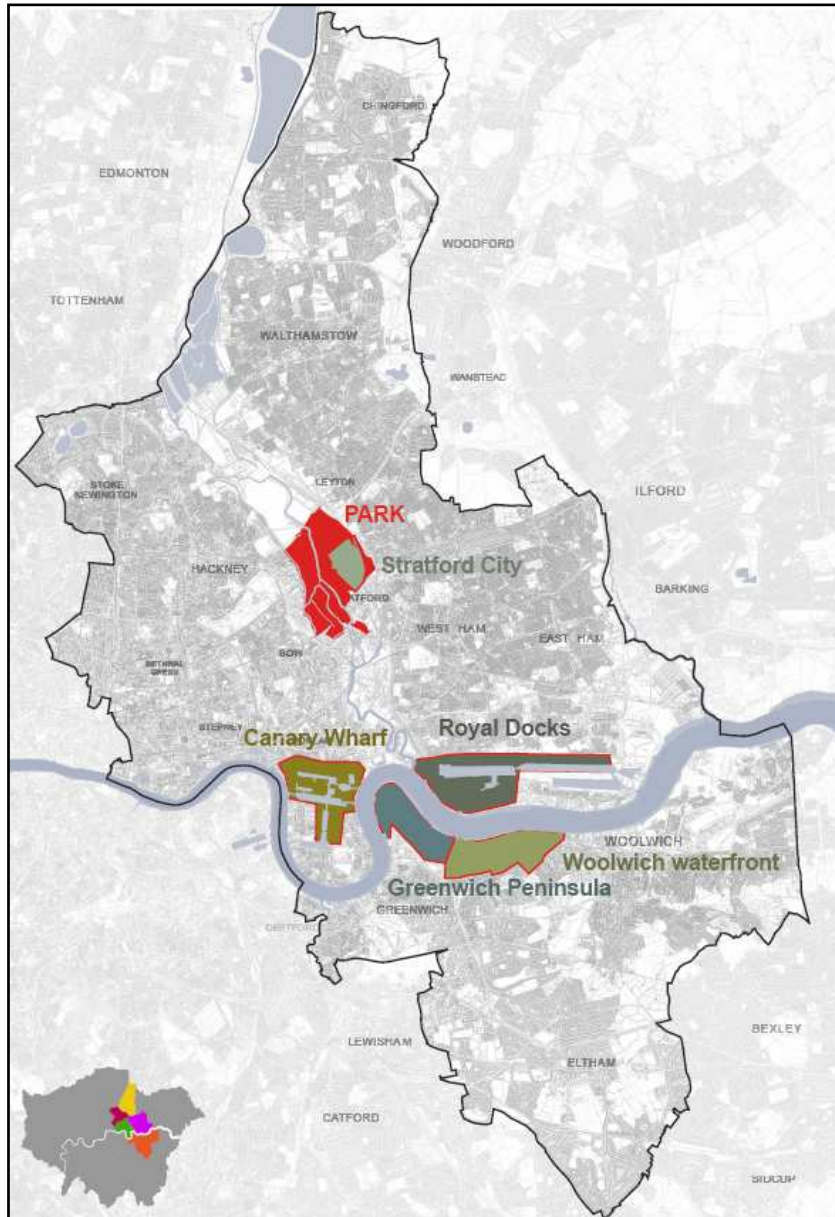 CHINGFORD
EDMONTON
WOODFORD
TOTTENHAM
WALTHAMSTOW
WANSTEAD
LEYTON
STOKE
NEWINGTON
ILFORD
PARK
HACKNEY
Stratford City
BARKING
ATFORD
WEST HAM
EAST HAM
BOW
BETHNAL
GREEN
STEPNEY
Canary Wharf
Royal Docks
WOOLWICH
Woolwich waterfront
Greenwich Peninsula
GREENWICH
DEPTFORD
LEWISHAM
BEXLEY
ELTHAM
CATFORD
SIDCUP